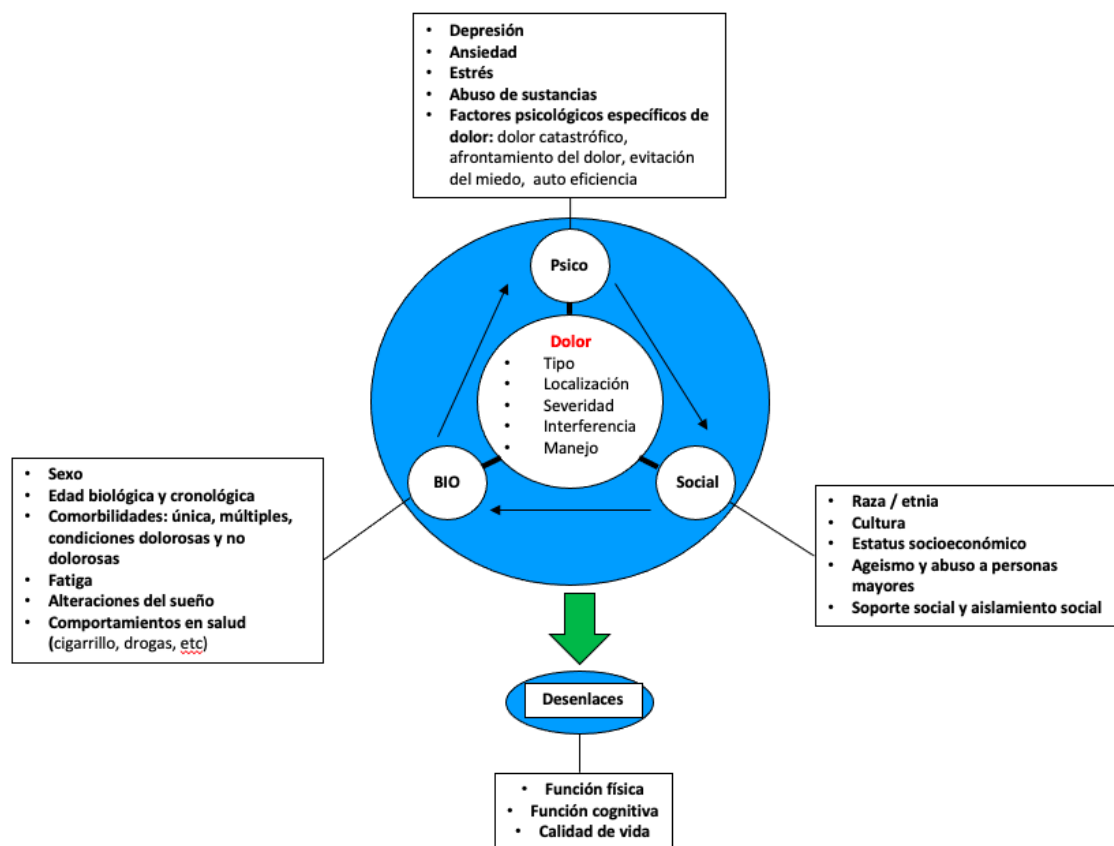 • Depresión
• Ansiedad
• Estrés
• Abuso de sustancias
• Factores psicológicos específicos de
dolor: dolor catastrófico,
afrontamiento del dolor, evitación
del miedo, auto eficiencia
Psico
Dolor
• Tipo
• Localización
• Severidad
• Interferencia
• Manejo
BIO
Social
• Sexo
• Edad biológica y cronológica
• Comorbilidades: única, múltiples,
condiciones dolorosas y no
dolorosas
• Fatiga
• Alteraciones del sueño
• Comportamientos en salud
(cigarrillo, drogas, etc)
• Raza / etnia
• Cultura
• Estatus socioeconómico
• Ageismo y abuso a personas
mayores
• Soporte social y aislamiento social
Desenlaces
• Función física
• Función cognitiva
• Calidad de vida